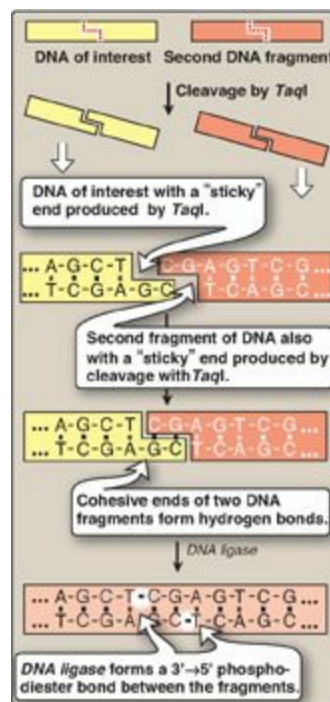 DNA of interest Second DNA fragment
Cleavage by TaqI
DNA of interest with a "sticky"
end produced by TaqI.
... A-G-C-T C-G-A-G-T-C-G...
... T-C-G-A-G-C T-C-A-G-C...
Second fragment of DNA also
with a "sticky" end produced by
cleavage with TaqI.
... A-G-C-T C-G-A-G-T-C-G...
... T-C-G-A-G-C T-C-A-G-C...
Cohesive ends of two DNA
fragments form hydrogen bonds.
DNA ligase
... A-G-C-T-C-G-A-G-T-C-G ...
... T-C-G-A-G-C-T-C-A-G-C ...
DNA ligase forms a 3'→5' phospho-
diester bond between the fragments.